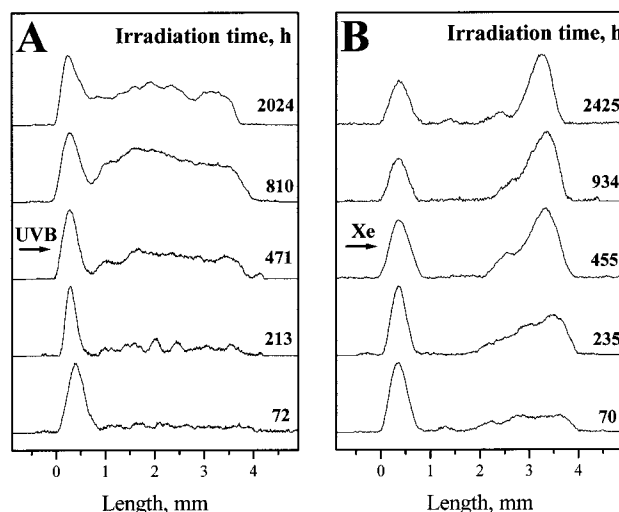 A
Irradiation time, h
2024
810
UVB
471
213
72
0 1 2 3 4
Length, mm
B
Irradiation time, h
2425
934
Xe
455
235
70
0 1 2 3 4
Length, mm